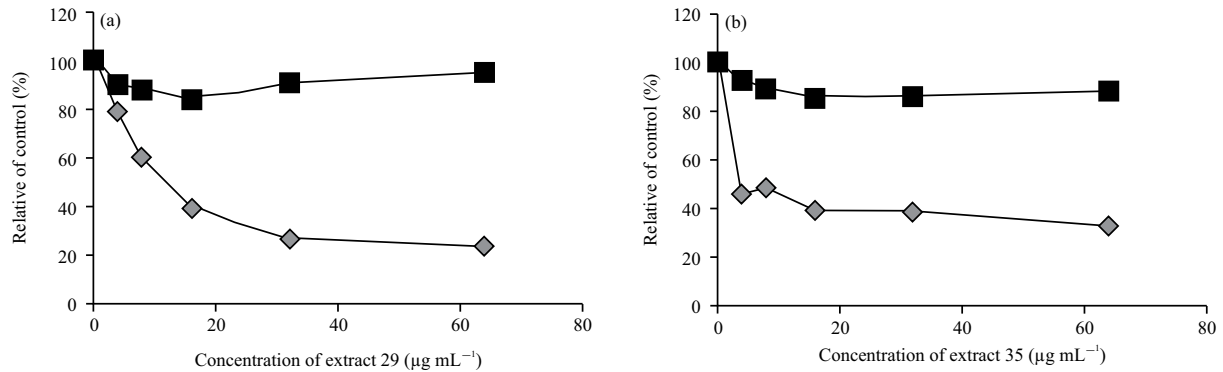 (a)
120
100
80
60
40
20
0
Relative of control (%)
0 20 40 60 80
Concentration of extract 29 (µg mL⁻¹)
(b)
120
100
80
60
40
20
0
Relative of control (%)
0 20 40 60 80
Concentration of extract 35 (µg mL⁻¹)